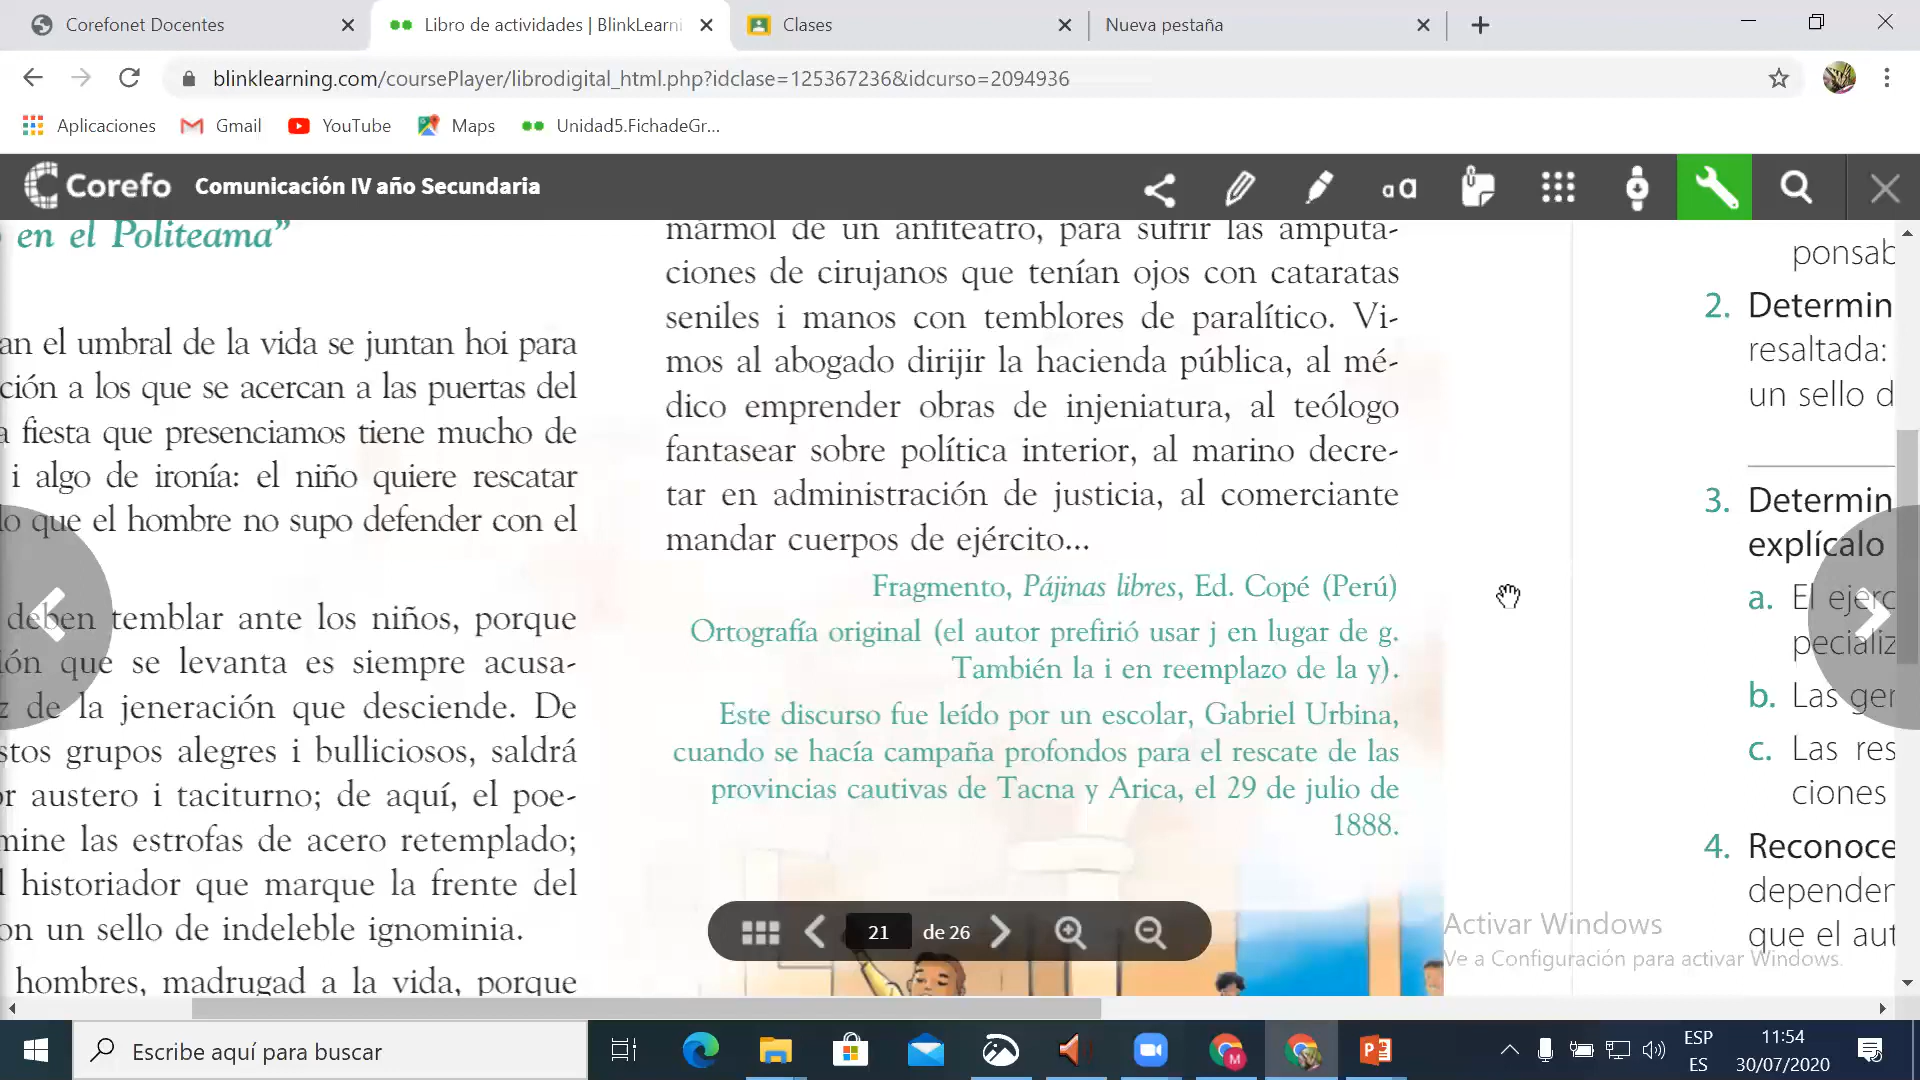 Corefonet Docentes
Libro de actividades | BlinkLearni
Clases
Nueva pestaña
blinklearning.com/coursePlayer/librodigital_html.php?idclase=125367236&idcurso=2094936
Aplicaciones
Gmail
YouTube
Maps
Unidad5.FichadeGr...
Corefo
Comunicación IV año Secundaria
aa
en el Politeama”
an el umbral de la vida se juntan hoi para
ción a los que se acercan a las puertas del
a fiesta que presenciamos tiene mucho de
i algo de ironía: el niño quiere rescatar
lo que el hombre no supo defender con el
deben temblar ante los niños, porque
ión que se levanta es siempre acusa-
z de la jeneración que desciende. De
stos grupos alegres i bulliciosos, saldrá
or austero i taciturno; de aquí, el poe-
mine las estrofas de acero retemplado;
l historiador que marque la frente del
on un sello de indeleble ignominia.
hombres, madrugad a la vida, porque
mármol de un anfiteatro, para sufrir las amputa-
ciones de cirujanos que tenían ojos con cataratas
seniles i manos con temblores de paralítico. Vi-
mos al abogado dirijir la hacienda pública, al mé-
dico emprender obras de injeniatura, al teólogo
fantasear sobre política interior, al marino decre-
tar en administración de justicia, al comerciante
mandar cuerpos de ejército...
Fragmento, Pájinas libres, Ed. Copé (Perú)
Ortografía original (el autor prefirió usar j en lugar de g.
También la i en reemplazo de la y).
Este discurso fue leído por un escolar, Gabriel Urbina,
cuando se hacía campaña profondos para el rescate de las
provincias cautivas de Tacna y Arica, el 29 de julio de
1888.
ponsab
2. Determin
resaltada:
un sello d
3. Determin
explícalo
a. El ejerc
pecializ
b. Las gen
c. Las res
ciones
4. Reconoce
depender
que el aut
21 de 26
Activar Windows
Ve a Configuración para activar Windows.
Escribe aquí para buscar
M
ESP
ES
11:54
30/07/2020